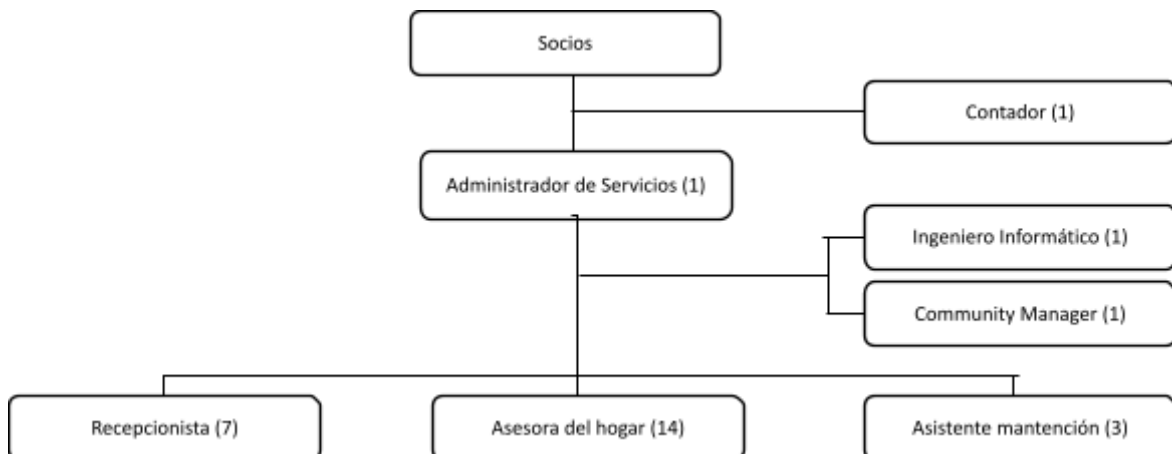 Socios
Contador (1)
Administrador de Servicios (1)
Ingeniero Informático (1)
Community Manager (1)
Recepcionista (7)
Asesora del hogar (14)
Asistente mantención (3)